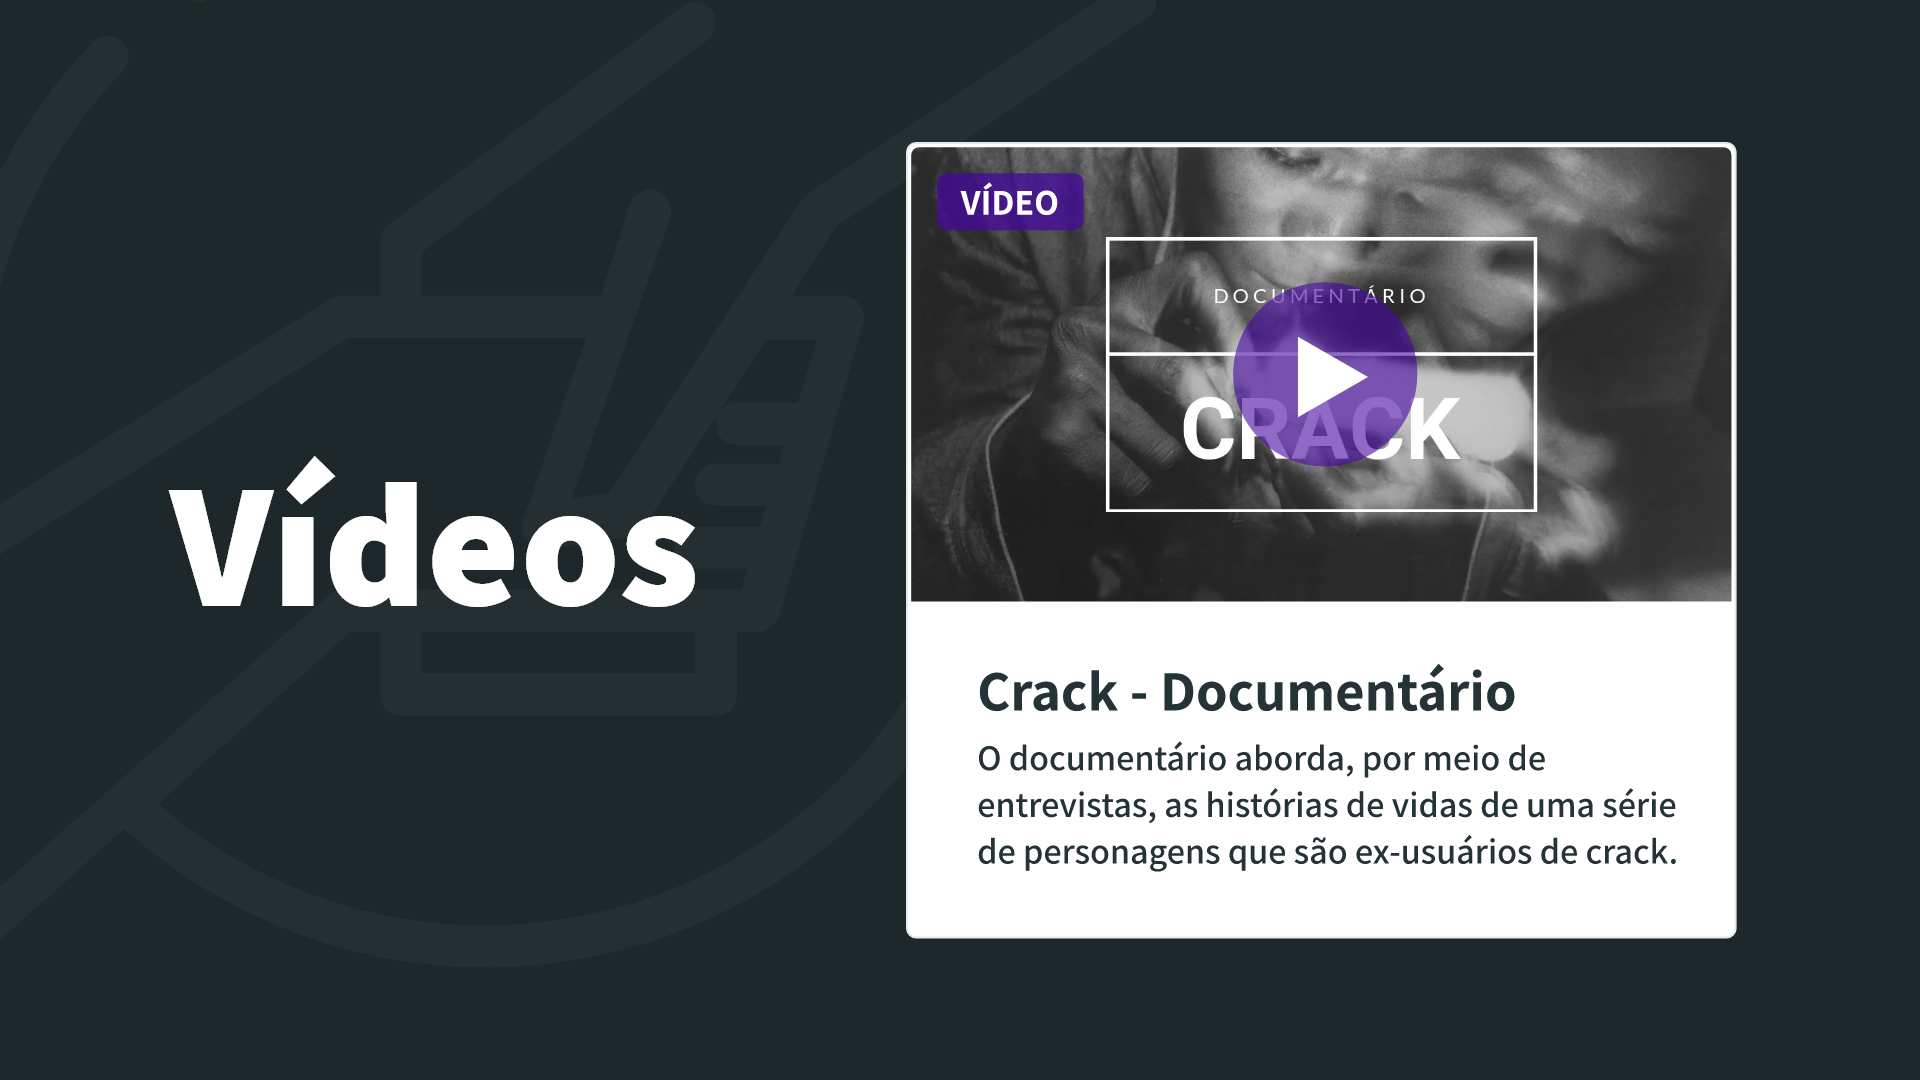 Vídeos
VÍDEO
DOCUMENTÁRIO
CRACK
Crack - Documentário
O documentário aborda, por meio de
entrevistas, as histórias de vidas de uma série
de personagens que são ex-usuários de crack.